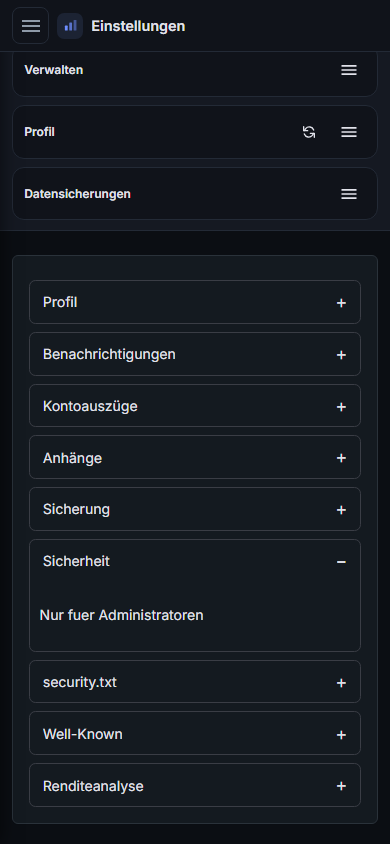 Einstellungen
Verwalten
Profil
Datensicherungen
Profil +
Benachrichtigungen +
Kontoauszüge +
Anhänge +
Sicherung +
Sicherheit −
Nur fuer Administratoren
security.txt +
Well-Known +
Renditeanalyse +